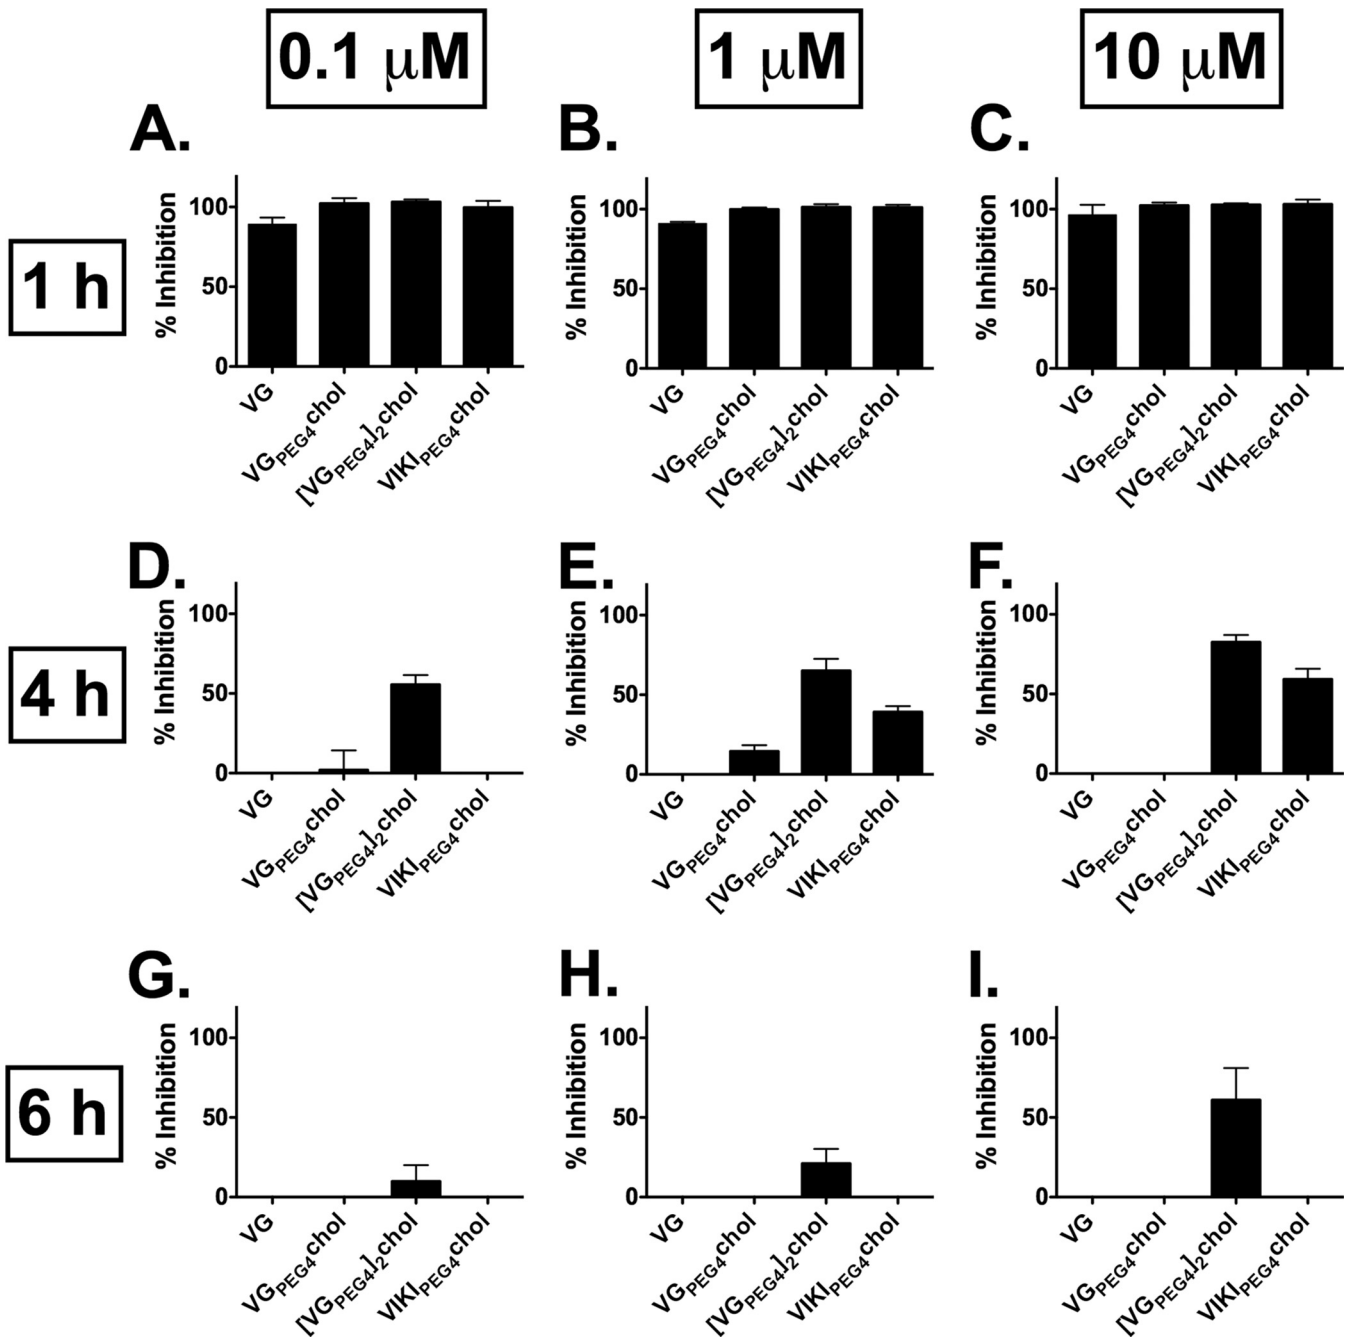 0.1 μM
1 μM
10 μM
A.
B.
C.
1 h
% Inhibition
100
50
0
VG
VGPEG4chol
[VGPEG4]2chol
VIKIPEG4chol
% Inhibition
100
50
0
VG
VGPEG4chol
[VGPEG4]2chol
VIKIPEG4chol
% Inhibition
100
50
0
VG
VGPEG4chol
[VGPEG4]2chol
VIKIPEG4chol
D.
E.
F.
4 h
% Inhibition
100
50
0
VG
VGPEG4chol
[VGPEG4]2chol
VIKIPEG4chol
% Inhibition
100
50
0
VG
VGPEG4chol
[VGPEG4]2chol
VIKIPEG4chol
% Inhibition
100
50
0
VG
VGPEG4chol
[VGPEG4]2chol
VIKIPEG4chol
G.
H.
I.
6 h
% Inhibition
100
50
0
VG
VGPEG4chol
[VGPEG4]2chol
VIKIPEG4chol
% Inhibition
100
50
0
VG
VGPEG4chol
[VGPEG4]2chol
VIKIPEG4chol
% Inhibition
100
50
0
VG
VGPEG4chol
[VGPEG4]2chol
VIKIPEG4chol